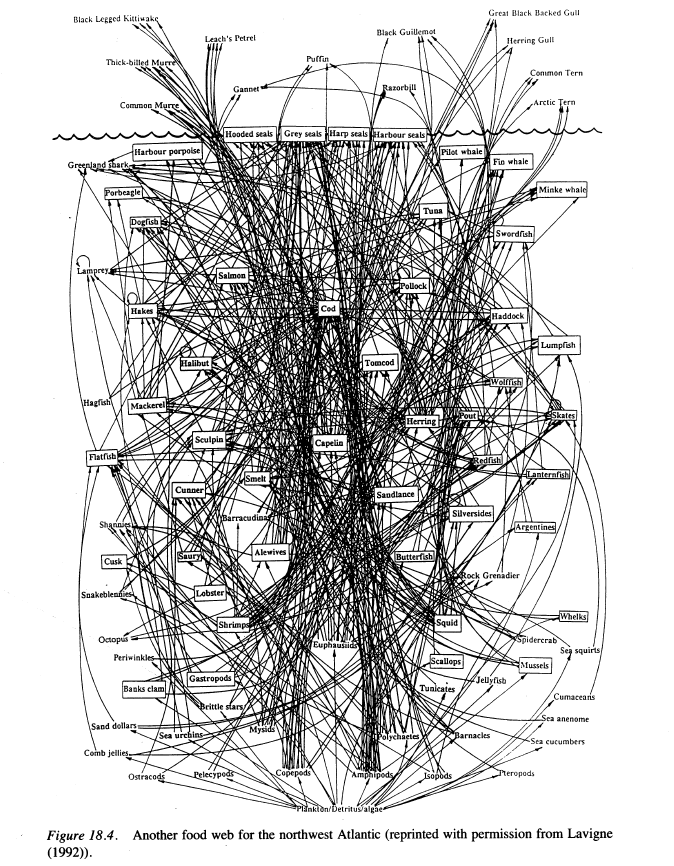 Great Black Backed Gull
Black Legged Kittiwake
Black Guillemot
Leach's Petrel
Herring Gull
Thick-billed Murre
Puffin
Common Tern
Gannet
Razorbill
Common Murre
Arctic Tern
Hooded seals
Grey seals
Harp seals
Harbour seals
Harbour porpoise
Pilot whale
Fin whale
Greenland shark
Porbeagle
Minke whale
Tuna
Dogfish
Swordfish
Lamprey
Salmon
Pollock
Hakes
Cod
Haddock
Lumpfish
Halibut
Tomcod
Wolffish
Hagfish
Mackerel
Herring
Pout
Skates
Sculpin
Capelin
Flatfish
Redfish
Lanternfish
Smelt
Cunner
Sandlance
Barracudina
Silversides
Shannies
Argentines
Saury
Alewives
Butterfish
Cusk
Rock Grenadier
Snakeblennies
Lobster
Shrimps
Squid
Whelks
Octopus
Euphausiids
Spidercrab
Sea squirts
Periwinkles
Scallops
Mussels
Gastropods
Jellyfish
Banks clam
Tunicates
Cumaceans
Brittle stars
Sand dollars
Mysids
Sea anenome
Sea urchins
Polychaetes
Barnacles
Sea cucumbers
Comb jellies
Ostracods
Pelecypods
Copepods
Amphipods
Isopods
Pteropods
Plankton/Detritus/algae
Figure 18.4. Another food web for the northwest Atlantic (reprinted with permission from Lavigne
(1992)).